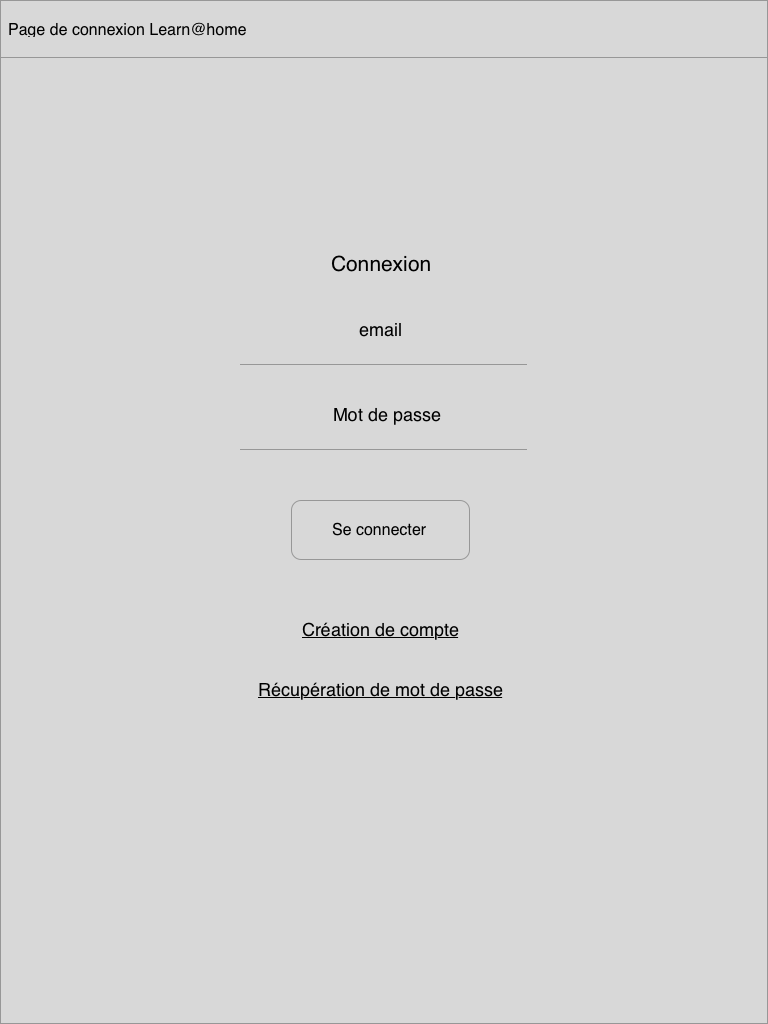 Page de connexion Learn@home
Connexion
email
Mot de passe
Se connecter
Création de compte
Récupération de mot de passe